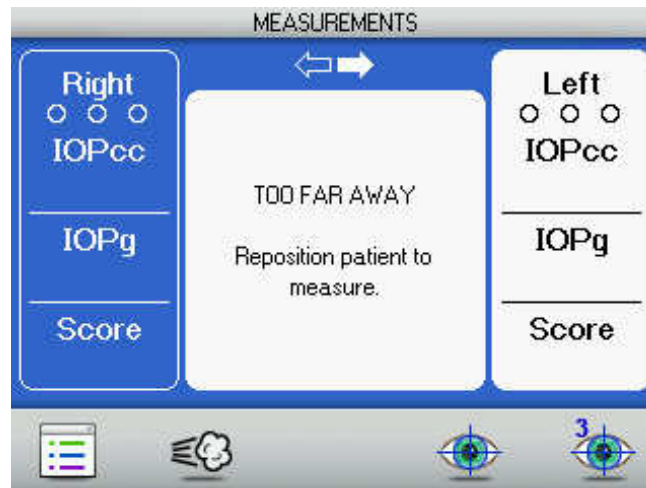 MEASUREMENTS
Right
IOPcc
IOPg
Score
TOO FAR AWAY
Reposition patient to
measure.
Left
IOPcc
IOPg
Score
3